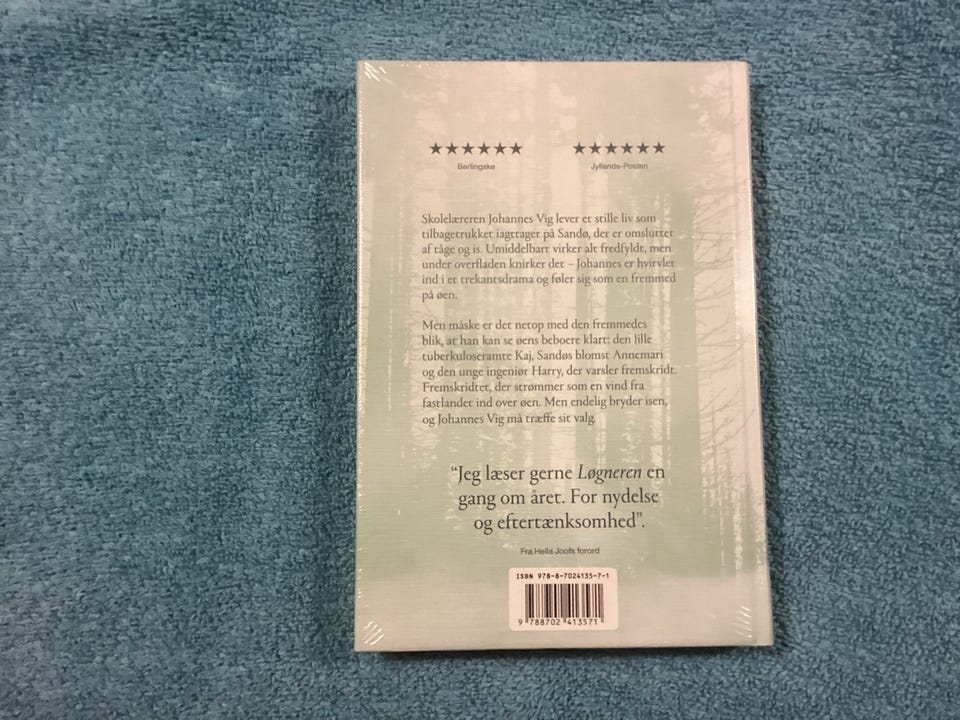 ★★★★★★
Berlingske
★★★★★★
Jyllands-Posten
Skolelæreren Johannes Vig lever et stille liv som
tilbagetrukket iagttager på Sandø, der er omsluttet
af tåge og is. Umiddelbart virker alt fredfyldt, men
under overfladen knirker det – Johannes er hvirvlet
ind i et trekantsdrama og føler sig som en fremmed
på øen.
Men måske er det netop med den fremmedes
blik, at han kan se øens beboere klart: den lille
tuberkuloseramte Kaj, Sandøs blomst Annemari
og den unge ingeniør Harry, der varsler fremskridt.
Fremskridtet, der strømmer som en vind fra
fastlandet ind over øen. Men endelig bryder isen,
og Johannes Vig må træffe sit valg.
“Jeg læser gerne Løgneren en
gang om året. For nydelse
og eftertænksomhed”.
Fra Hella Joofs forord
ISBN 978-8-7024135-7-1
9 788702 413571